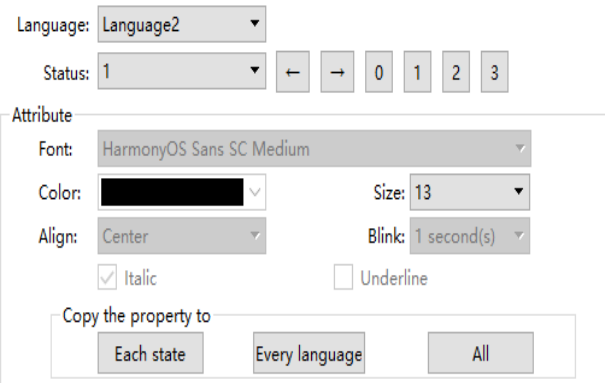 Language: Language2
Status: 1 ← → 0 1 2 3
Attribute
Font: HarmonyOS Sans SC Medium
Color: Size: 13
Align: Center Blink: 1 second(s)
Italic Underline
Copy the property to
Each state Every language All